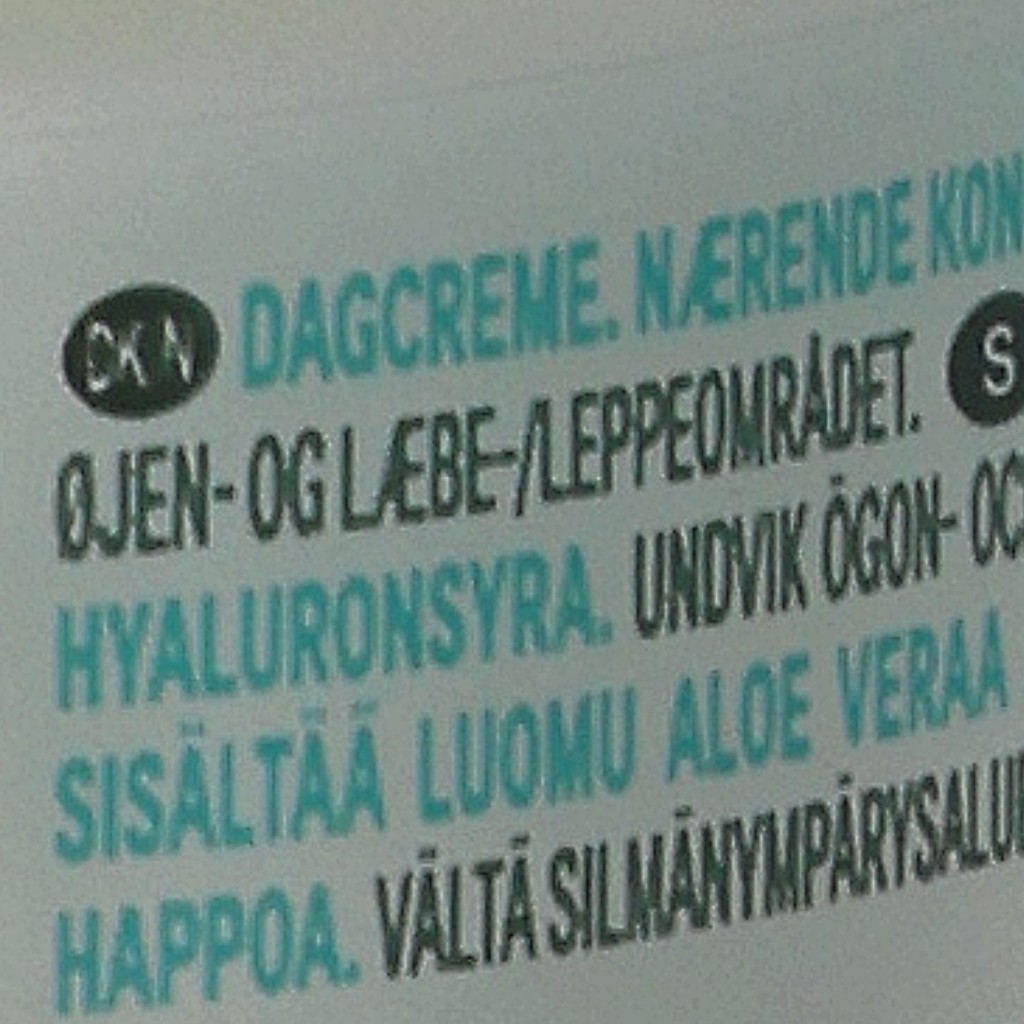 DK N DAGCREME. NÆRENDE KON
ØJEN- OG LÆBE-/LEPPEOMRÅDET. S
HYALURONSYRA. UNDVIK ÖGON- OC
SISÄLTÄÄ LUOMU ALOE VERAA
HAPPOA. VÄLTÄ SILMÄNYMPÄRYSALU